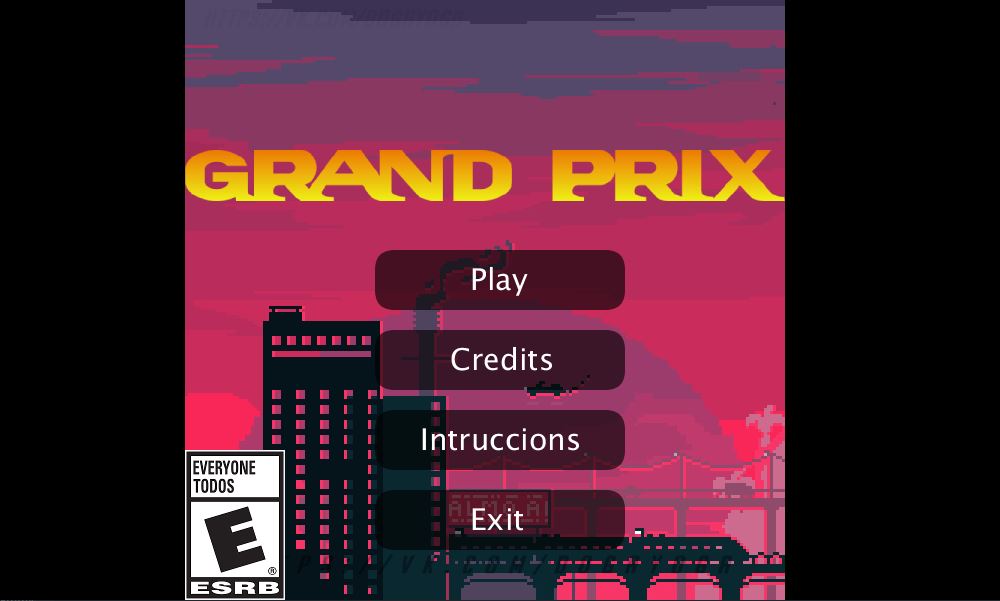 GRAND PRIX
Play
Credits
Intruccions
Exit
EVERYONE
TODOS
E
®
ESRB